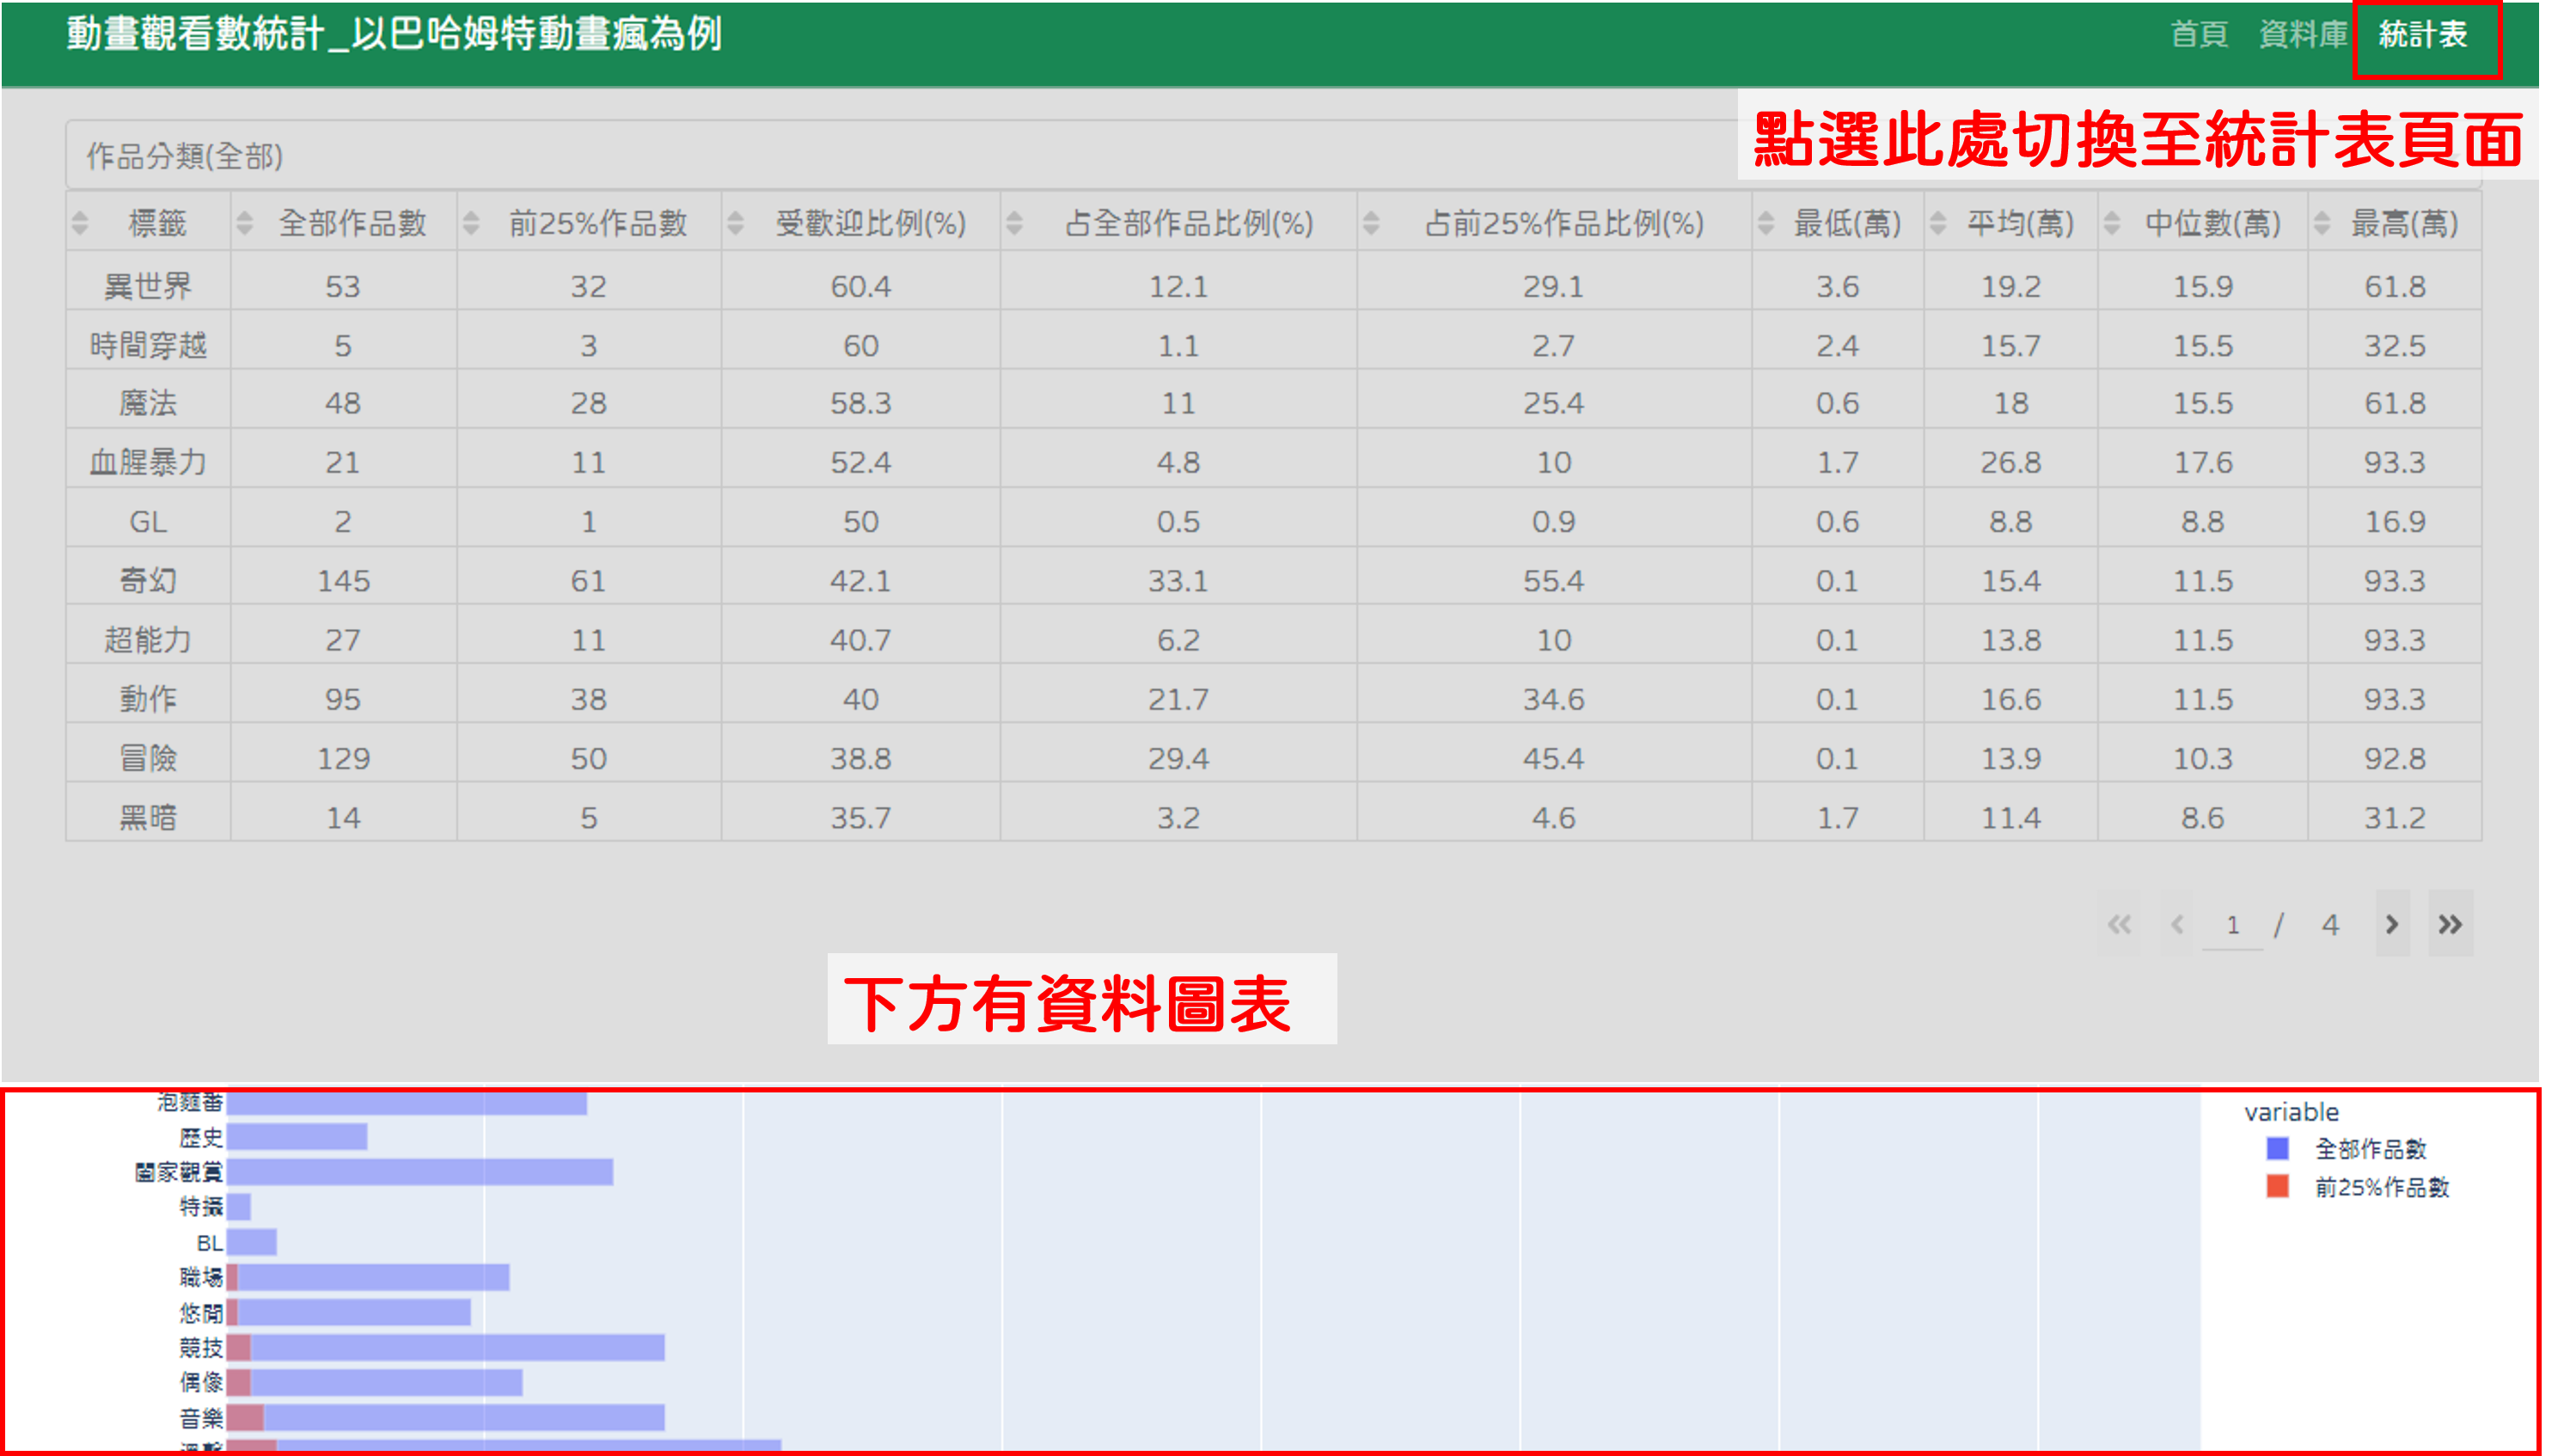 動畫觀看數統計_以巴哈姆特動畫瘋為例 首頁 資料庫 統計表
點選此處切換至統計表頁面
作品分類(全部)
標籤 全部作品數 前25%作品數 受歡迎比例(%) 占全部作品比例(%) 占前25%作品比例(%) 最低(萬) 平均(萬) 中位數(萬) 最高(萬)
異世界 53 32 60.4 12.1 29.1 3.6 19.2 15.9 61.8
時間穿越 5 3 60 1.1 2.7 2.4 15.7 15.5 32.5
魔法 48 28 58.3 11 25.4 0.6 18 15.5 61.8
血腥暴力 21 11 52.4 4.8 10 1.7 26.8 17.6 93.3
GL 2 1 50 0.5 0.9 0.6 8.8 8.8 16.9
奇幻 145 61 42.1 33.1 55.4 0.1 15.4 11.5 93.3
超能力 27 11 40.7 6.2 10 0.1 13.8 11.5 93.3
動作 95 38 40 21.7 34.6 0.1 16.6 11.5 93.3
冒險 129 50 38.8 29.4 45.4 0.1 13.9 10.3 92.8
黑暗 14 5 35.7 3.2 4.6 1.7 11.4 8.6 31.2
« ‹ 1 / 4 › »
下方有資料圖表
泡麵番
歷史
闔家觀賞
特攝
BL
職場
悠閒
競技
偶像
音樂
variable
全部作品數
前25%作品數